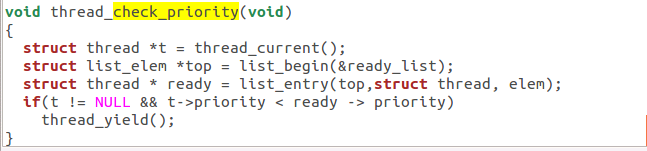 void thread_check_priority(void)
{
  struct thread *t = thread_current();
  struct list_elem *top = list_begin(&ready_list);
  struct thread * ready = list_entry(top,struct thread, elem);
  if(t != NULL && t->priority < ready -> priority)
    thread_yield();
}